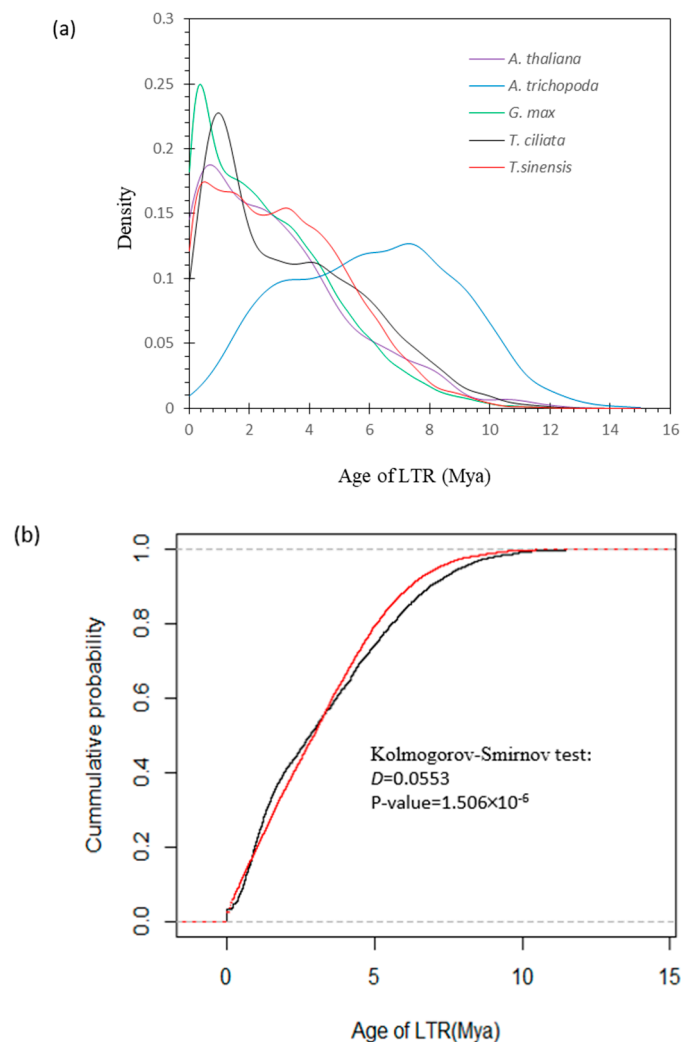 (a)
0.3
0.25
0.2
0.15
0.1
0.05
0
Density
A. thaliana
A. trichopoda
G. max
T. ciliata
T.sinensis
0 2 4 6 8 10 12 14 16
Age of LTR (Mya)
(b)
1.0
0.8
0.6
0.4
0.2
0.0
Cummulative probability
Kolmogorov-Smirnov test:
D=0.0553
P-value=1.506×10⁻⁶
0 5 10 15
Age of LTR(Mya)